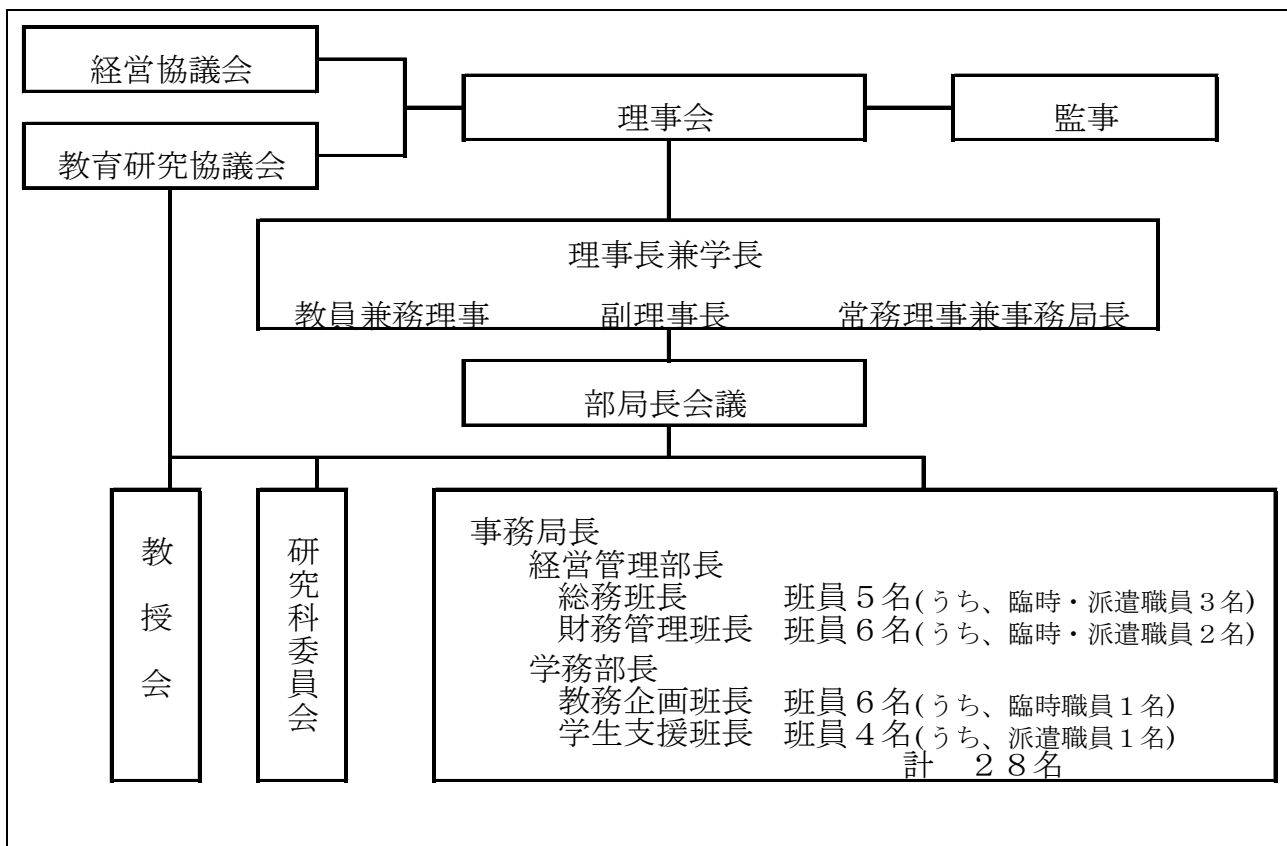 経営協議会
理事会
監事
教育研究協議会
理事長兼学長
教員兼務理事 副理事長 常務理事兼事務局長
部局長会議
教授会
研究科委員会
事務局長
経営管理部長
総務班長 班員5名(うち、臨時・派遣職員3名)
財務管理班長 班員6名(うち、臨時・派遣職員2名)
学務部長
教務企画班長 班員6名(うち、臨時職員1名)
学生支援班長 班員4名(うち、派遣職員1名)
計 28名